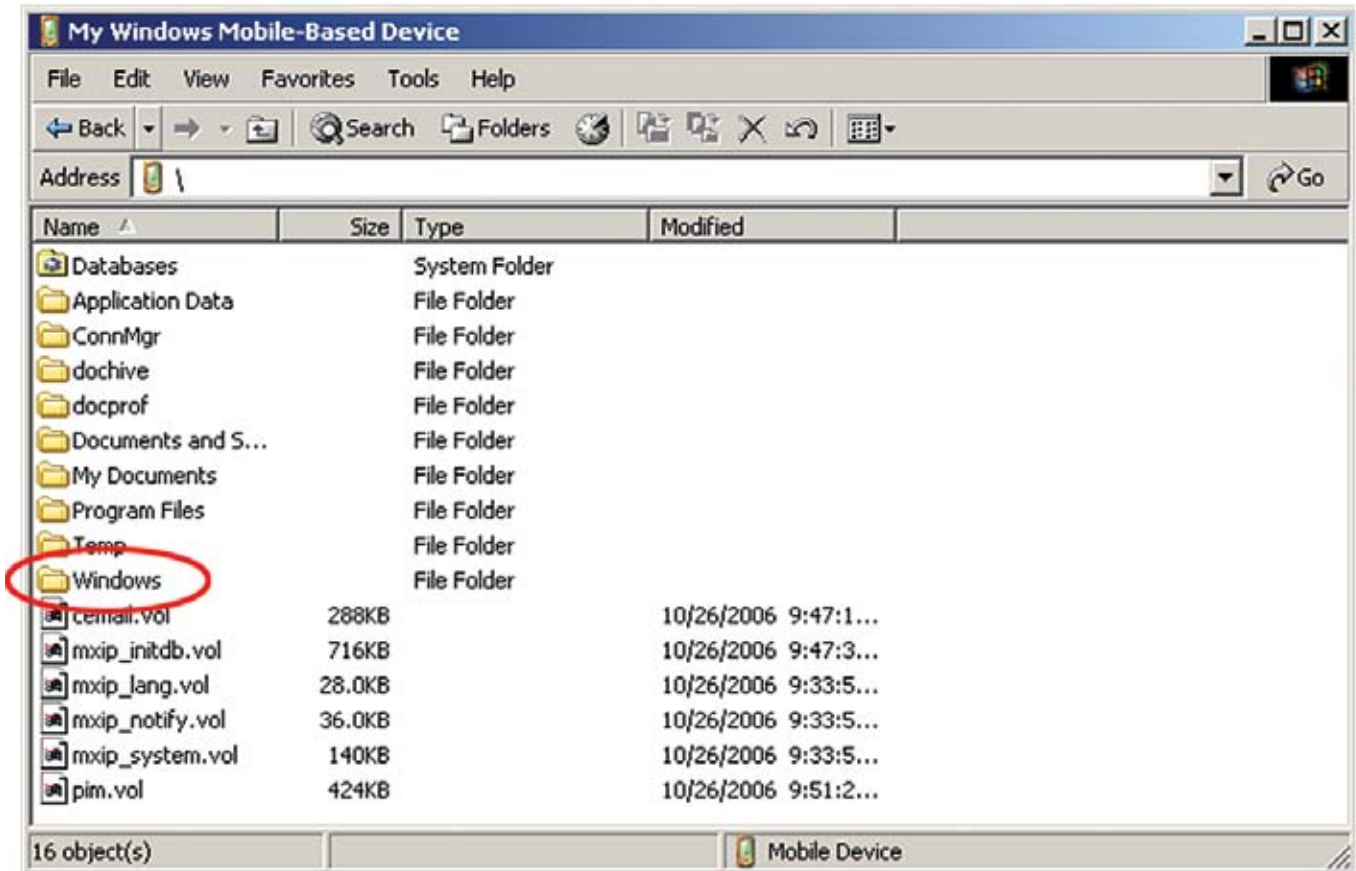 My Windows Mobile-Based Device
File Edit View Favorites Tools Help
Back Search Folders
Address \ Go
Name Size Type Modified
Databases System Folder
Application Data File Folder
ConnMgr File Folder
dochive File Folder
docprof File Folder
Documents and S... File Folder
My Documents File Folder
Program Files File Folder
Temp File Folder
Windows File Folder
cemail.vol 288KB 10/26/2006 9:47:1...
mxip_initdb.vol 716KB 10/26/2006 9:47:3...
mxip_lang.vol 28.0KB 10/26/2006 9:33:5...
mxip_notify.vol 36.0KB 10/26/2006 9:33:5...
mxip_system.vol 140KB 10/26/2006 9:33:5...
pim.vol 424KB 10/26/2006 9:51:2...
16 object(s) Mobile Device